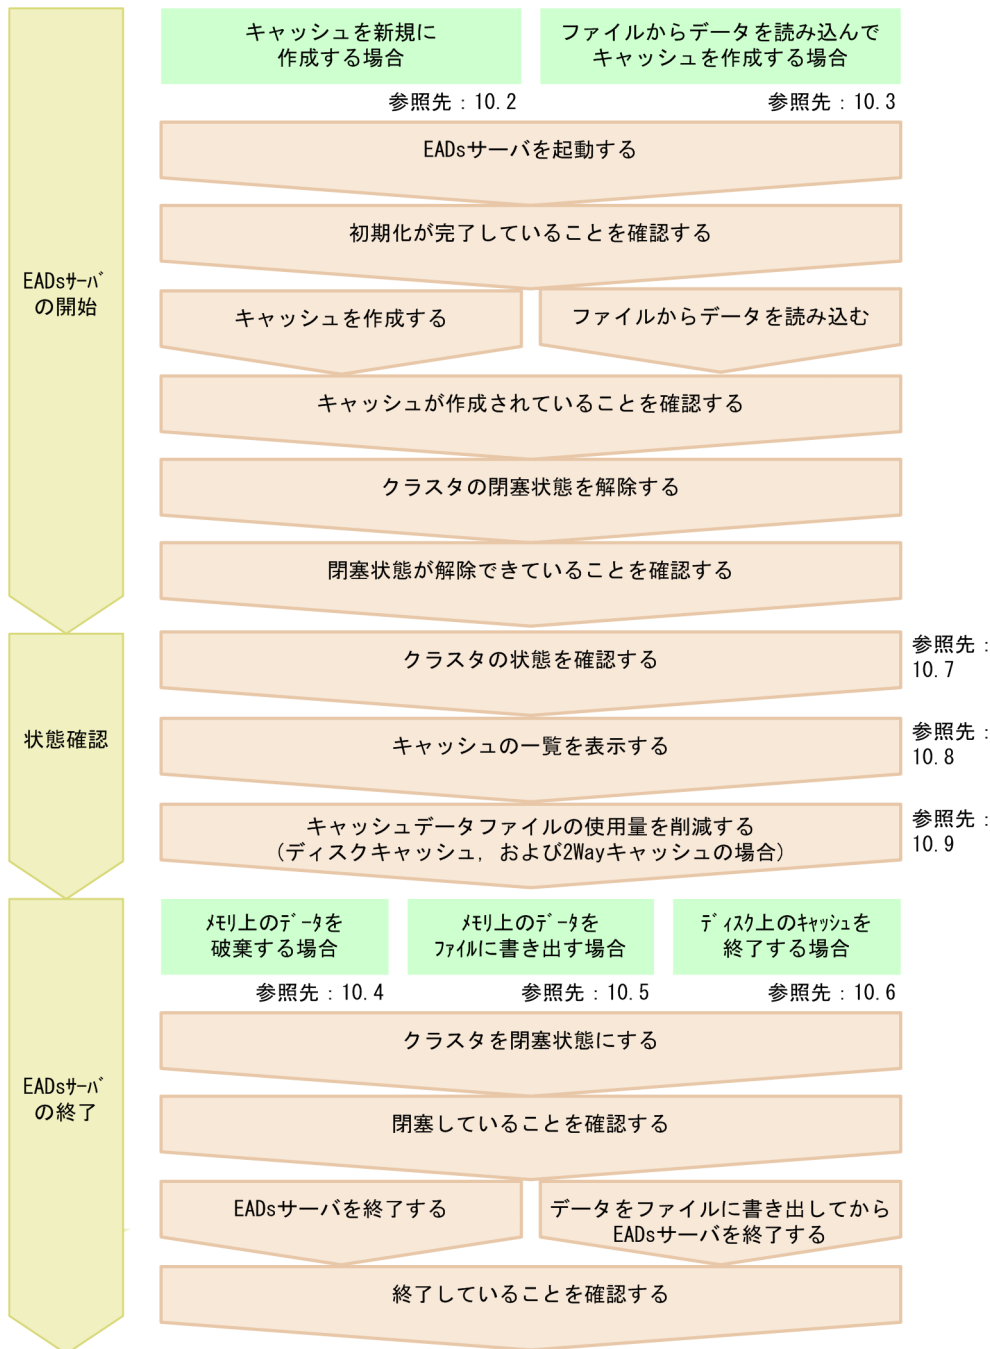 キャッシュを新規に
作成する場合
ファイルからデータを読み込んで
キャッシュを作成する場合
参照先：10.2
参照先：10.3
EADsサーバを起動する
初期化が完了していることを確認する
EADsｻｰﾊﾞ
の開始
キャッシュを作成する
ファイルからデータを読み込む
キャッシュが作成されていることを確認する
クラスタの閉塞状態を解除する
閉塞状態が解除できていることを確認する
クラスタの状態を確認する
参照先：
10.7
状態確認
キャッシュの一覧を表示する
参照先：
10.8
キャッシュデータファイルの使用量を削減する
（ディスクキャッシュ，および2Wayキャッシュの場合）
参照先：
10.9
ﾒﾓﾘ上のﾃﾞｰﾀを
破棄する場合
ﾒﾓﾘ上のﾃﾞｰﾀを
ﾌｧｲﾙに書き出す場合
ﾃﾞｨｽｸ上のｷｬｯｼｭを
終了する場合
参照先：10.4
参照先：10.5
参照先：10.6
クラスタを閉塞状態にする
EADsｻｰﾊﾞ
の終了
閉塞していることを確認する
EADsサーバを終了する
データをファイルに書き出してから
EADsサーバを終了する
終了していることを確認する